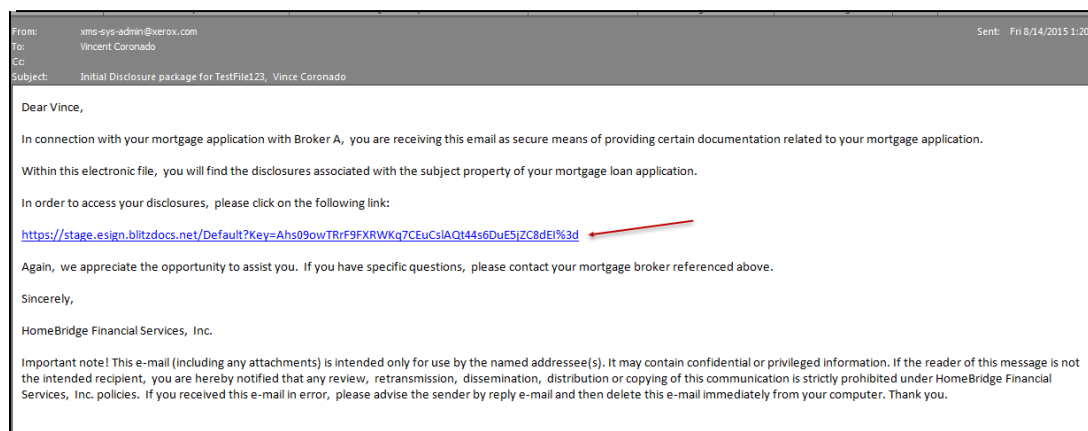 From: xms-sys-admin@xerox.com Sent: Fri 8/14/2015 1:20
To: Vincent Coronado
Cc:
Subject: Initial Disclosure package for TestFile123, Vince Coronado
Dear Vince,
In connection with your mortgage application with Broker A, you are receiving this email as secure means of providing certain documentation related to your mortgage application.
Within this electronic file, you will find the disclosures associated with the subject property of your mortgage loan application.
In order to access your disclosures, please click on the following link:
https://stage.esign.blitzdocs.net/Default?Key=Ahs09owTRrF9FXRWKq7CEuCslAQt44s6DuE5jZC8dEI%3d
Again, we appreciate the opportunity to assist you. If you have specific questions, please contact your mortgage broker referenced above.
Sincerely,
HomeBridge Financial Services, Inc.
Important note! This e-mail (including any attachments) is intended only for use by the named addressee(s). It may contain confidential or privileged information. If the reader of this message is not
the intended recipient, you are hereby notified that any review, retransmission, dissemination, distribution or copying of this communication is strictly prohibited under HomeBridge Financial
Services, Inc. policies. If you received this e-mail in error, please advise the sender by reply e-mail and then delete this e-mail immediately from your computer. Thank you.